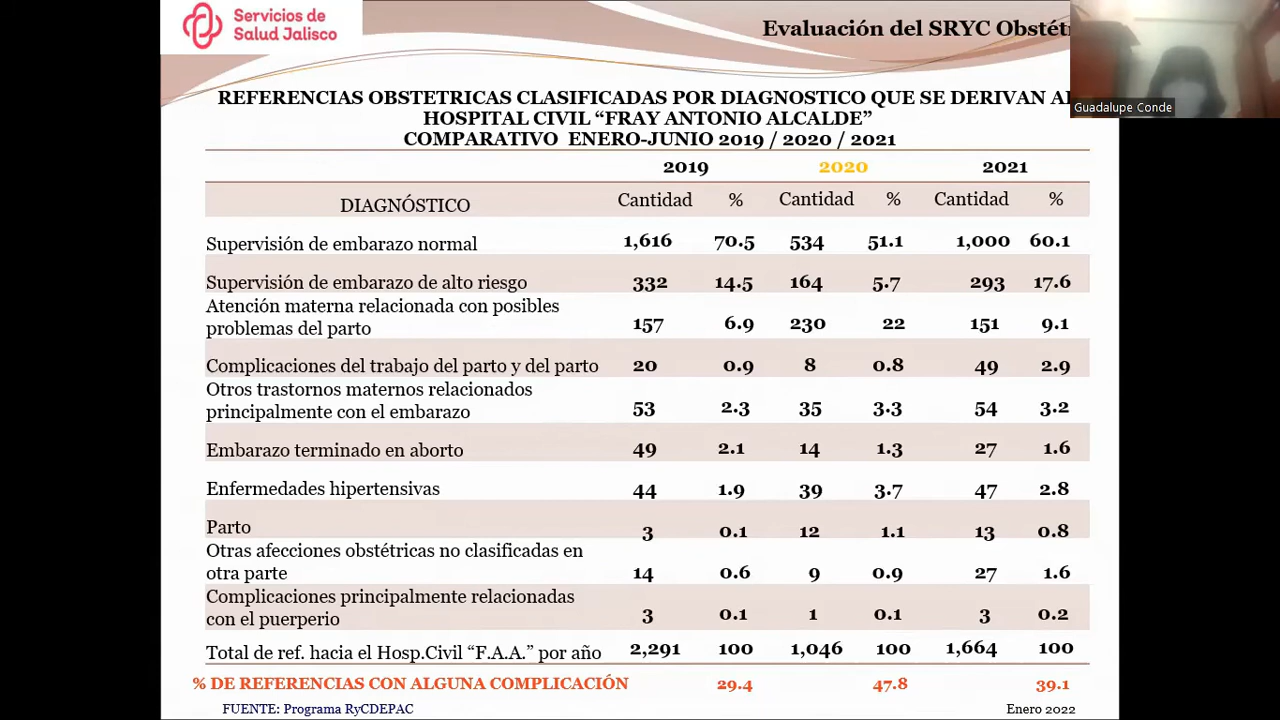 Servicios de
Salud Jalisco
Evaluación del SRYC Obstét
Guadalupe Conde
REFERENCIAS OBSTETRICAS CLASIFICADAS POR DIAGNOSTICO QUE SE DERIVAN A
HOSPITAL CIVIL “FRAY ANTONIO ALCALDE”
COMPARATIVO ENERO-JUNIO 2019 / 2020 / 2021
2019 2020 2021
DIAGNÓSTICO Cantidad % Cantidad % Cantidad %
Supervisión de embarazo normal 1,616 70.5 534 51.1 1,000 60.1
Supervisión de embarazo de alto riesgo 332 14.5 164 5.7 293 17.6
Atención materna relacionada con posibles
problemas del parto 157 6.9 230 22 151 9.1
Complicaciones del trabajo del parto y del parto 20 0.9 8 0.8 49 2.9
Otros trastornos maternos relacionados
principalmente con el embarazo 53 2.3 35 3.3 54 3.2
Embarazo terminado en aborto 49 2.1 14 1.3 27 1.6
Enfermedades hipertensivas 44 1.9 39 3.7 47 2.8
Parto 3 0.1 12 1.1 13 0.8
Otras afecciones obstétricas no clasificadas en
otra parte 14 0.6 9 0.9 27 1.6
Complicaciones principalmente relacionadas
con el puerperio 3 0.1 1 0.1 3 0.2
Total de ref. hacia el Hosp.Civil “F.A.A.” por año 2,291 100 1,046 100 1,664 100
% DE REFERENCIAS CON ALGUNA COMPLICACIÓN 29.4 47.8 39.1
FUENTE: Programa RyCDEPAC Enero 2022